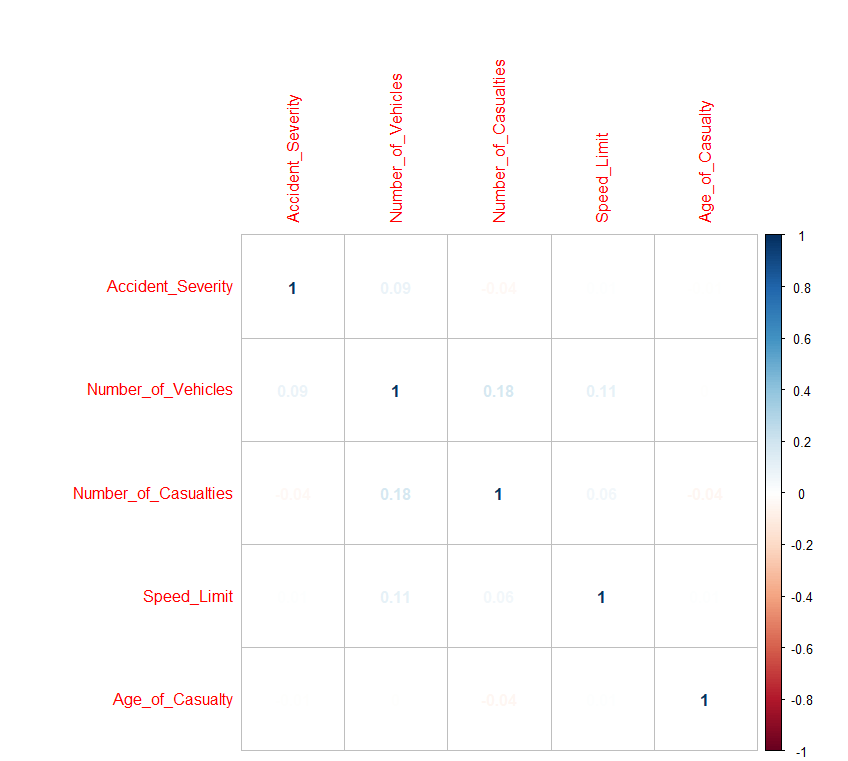 Accident_Severity
Number_of_Vehicles
Number_of_Casualties
Speed_Limit
Age_of_Casualty
Accident_Severity 1 0.09 -0.04
Number_of_Vehicles 0.09 1 0.18 0.11
Number_of_Casualties -0.04 0.18 1 0.06 -0.04
Speed_Limit 0.11 0.06 1
Age_of_Casualty -0.04 1
1
0.8
0.6
0.4
0.2
0
-0.2
-0.4
-0.6
-0.8
-1